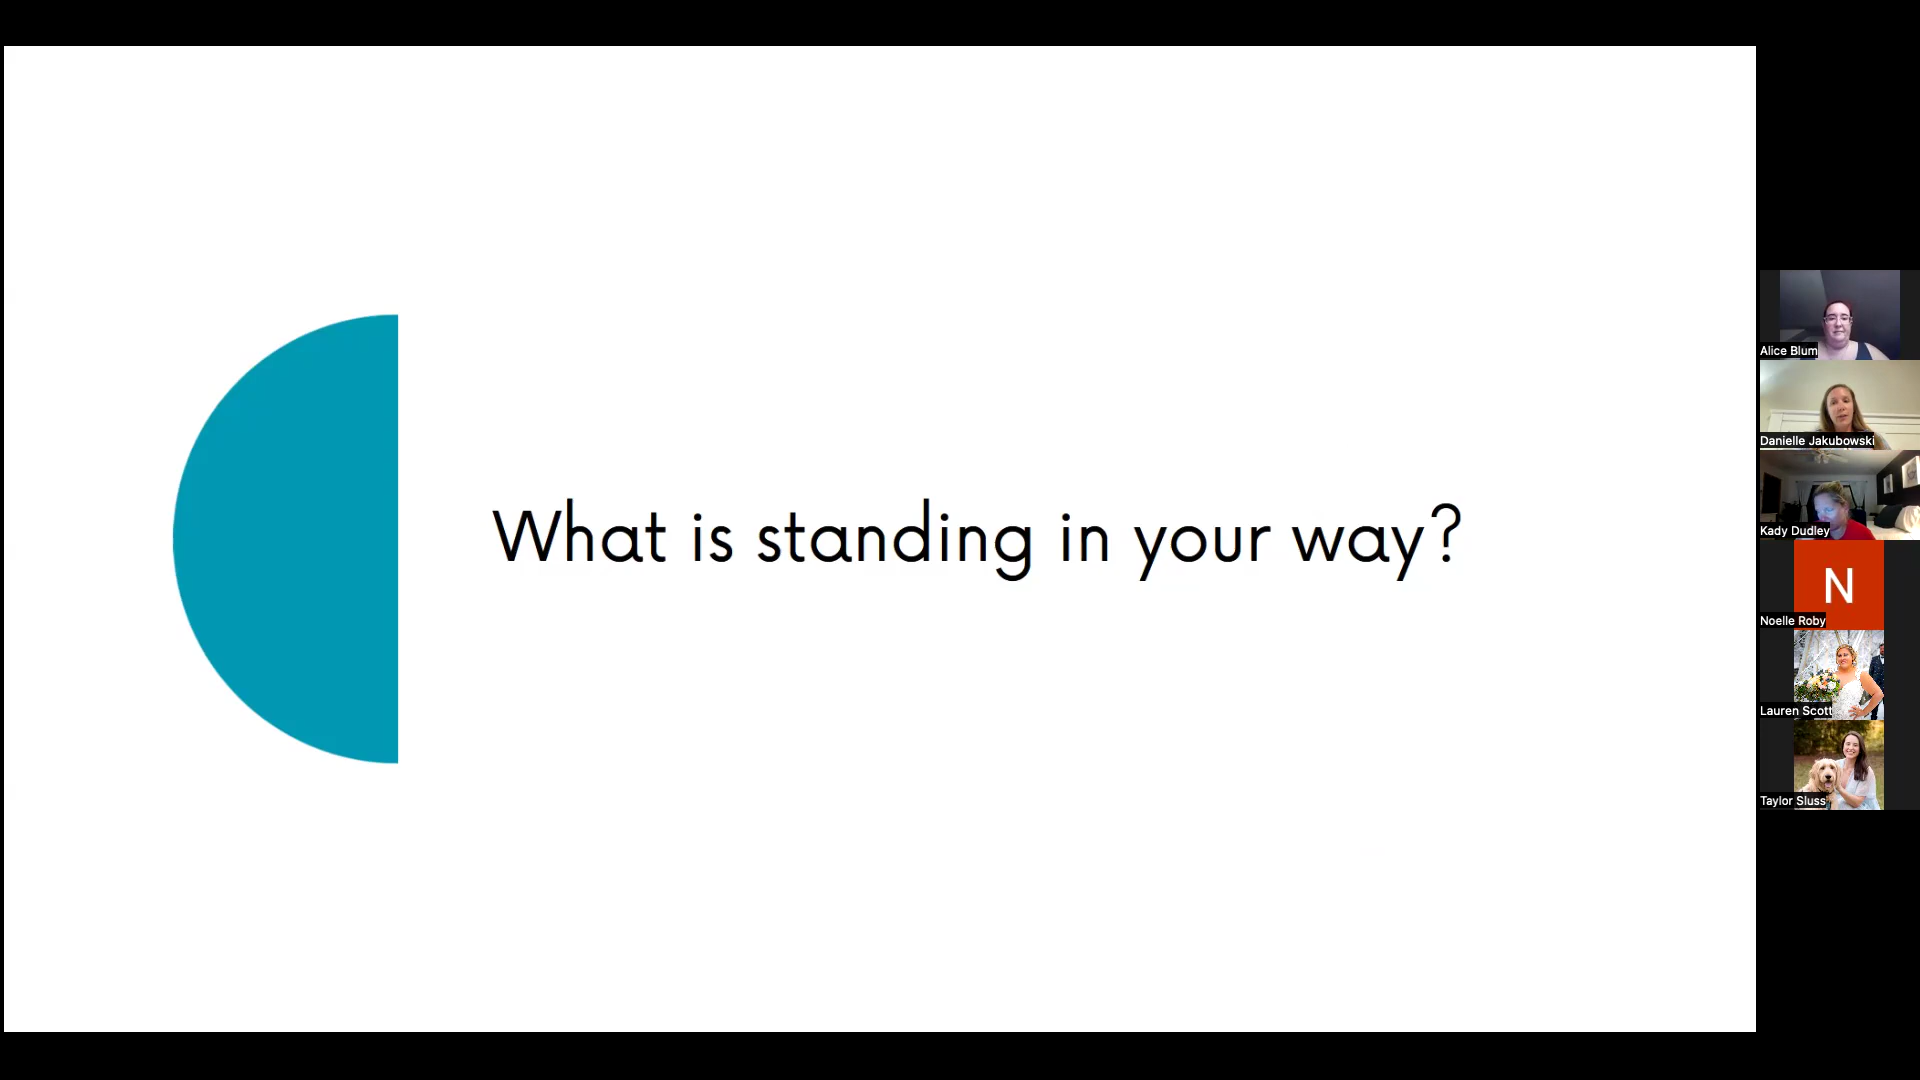 What is standing in your way?
Alice Blum
Danielle Jakubowski
Kady Dudley
N
Noelle Roby
Lauren Scott
Taylor Sluss